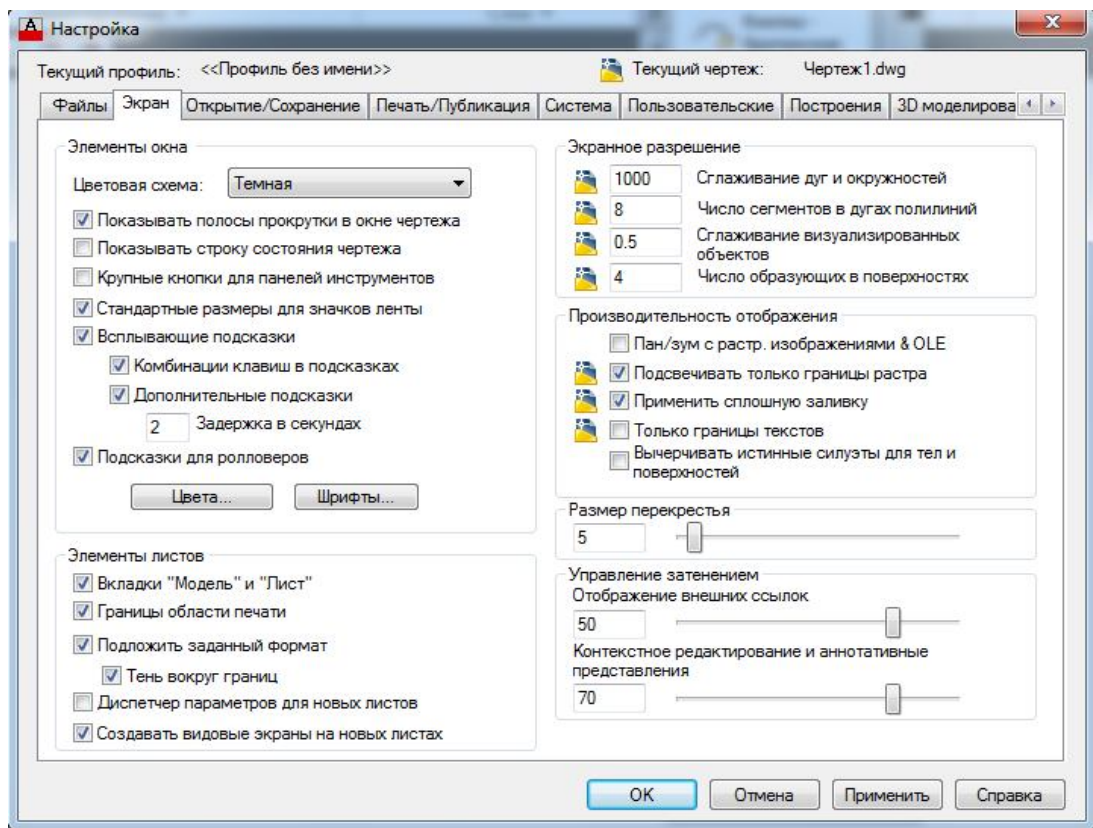 Настройка
Текущий профиль: <<Профиль без имени>> Текущий чертеж: Чертеж1.dwg
Файлы Экран Открытие/Сохранение Печать/Публикация Система Пользовательские Построения 3D моделирова
Элементы окна
Цветовая схема: Темная
Показывать полосы прокрутки в окне чертежа
Показывать строку состояния чертежа
Крупные кнопки для панелей инструментов
Стандартные размеры для значков ленты
Всплывающие подсказки
Комбинации клавиш в подсказках
Дополнительные подсказки
2 Задержка в секундах
Подсказки для ролловеров
Цвета... Шрифты...
Элементы листов
Вкладки "Модель" и "Лист"
Границы области печати
Подложить заданный формат
Тень вокруг границ
Диспетчер параметров для новых листов
Создавать видовые экраны на новых листах
Экранное разрешение
1000 Сглаживание дуг и окружностей
8 Число сегментов в дугах полилиний
0.5 Сглаживание визуализированных
объектов
4 Число образующих в поверхностях
Производительность отображения
Пан/зум с растр. изображениями & OLE
Подсвечивать только границы растра
Применить сплошную заливку
Только границы текстов
Вычерчивать истинные силуэты для тел и
поверхностей
Размер перекрестья
5
Управление затенением
Отображение внешних ссылок
50
Контекстное редактирование и аннотативные
представления
70
OK Отмена Применить Справка